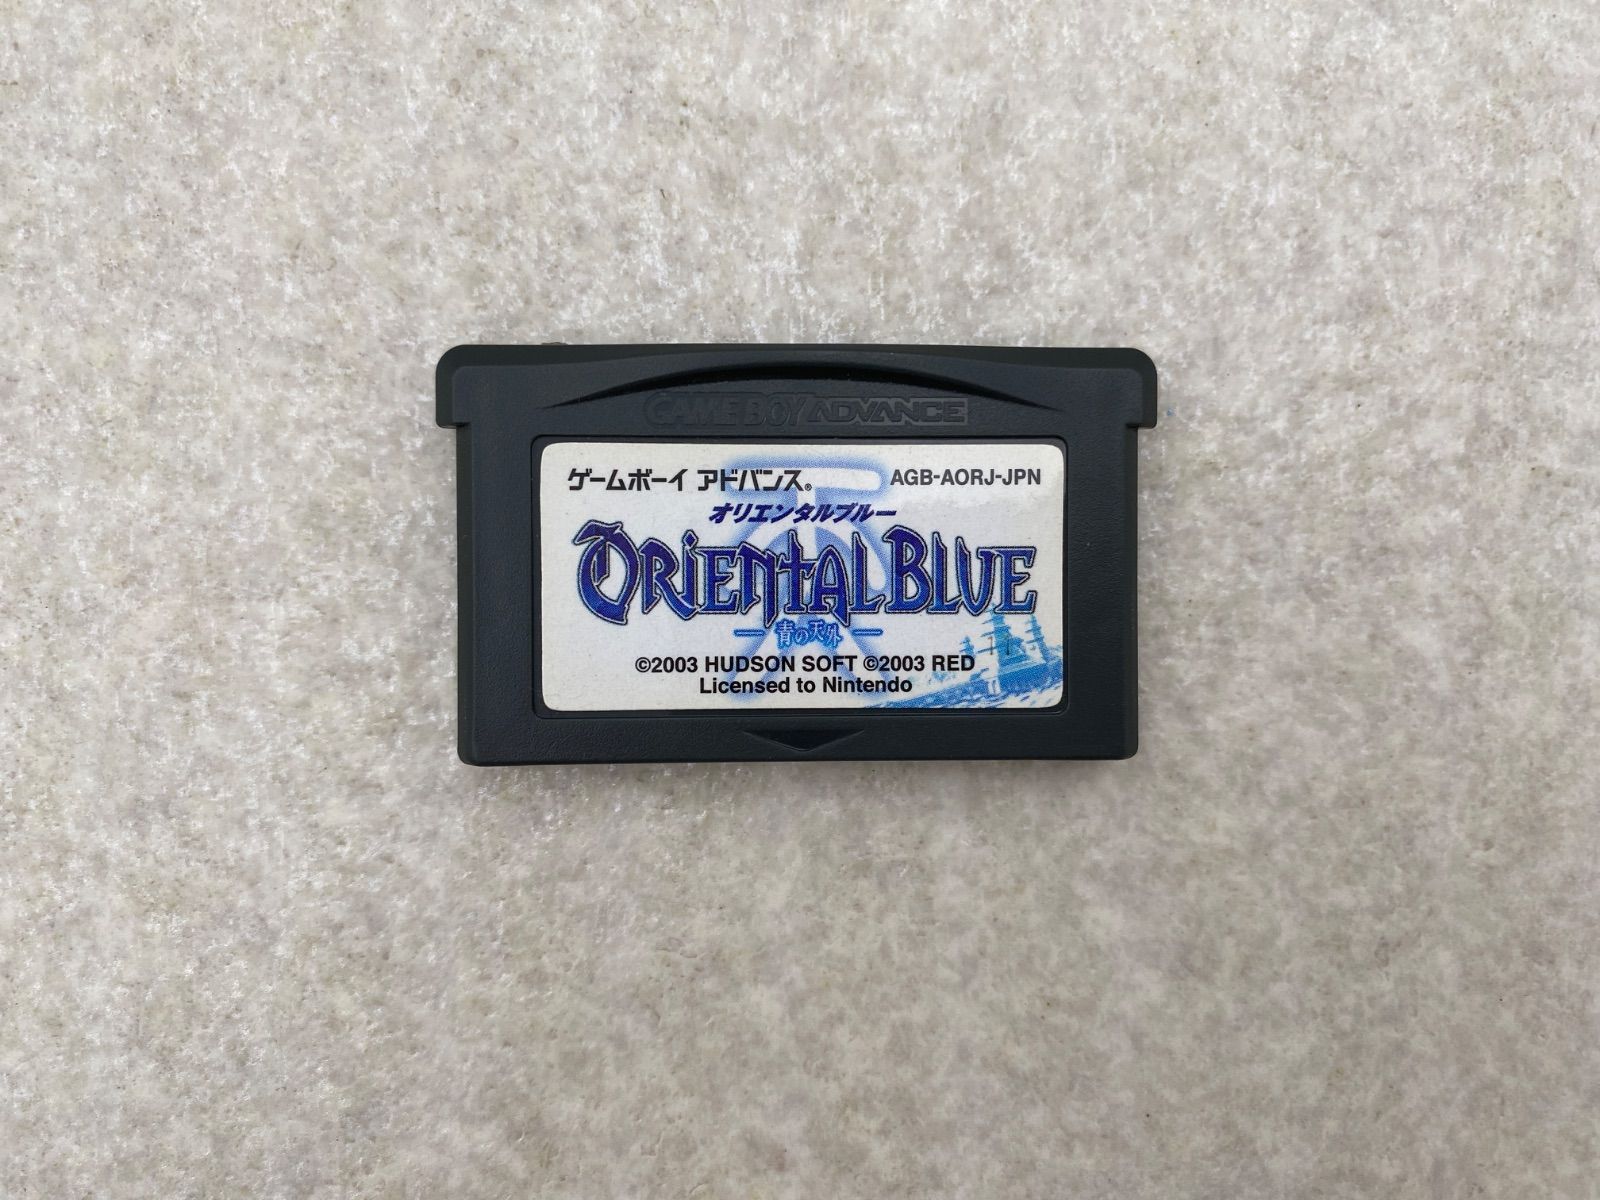 GAME BOY ADVANCE
ゲームボーイ アドバンス® AGB-AORJ-JPN
オリエンタルブルー
ORIENTAL BLUE
－青の天外－
©2003 HUDSON SOFT ©2003 RED
Licensed to Nintendo